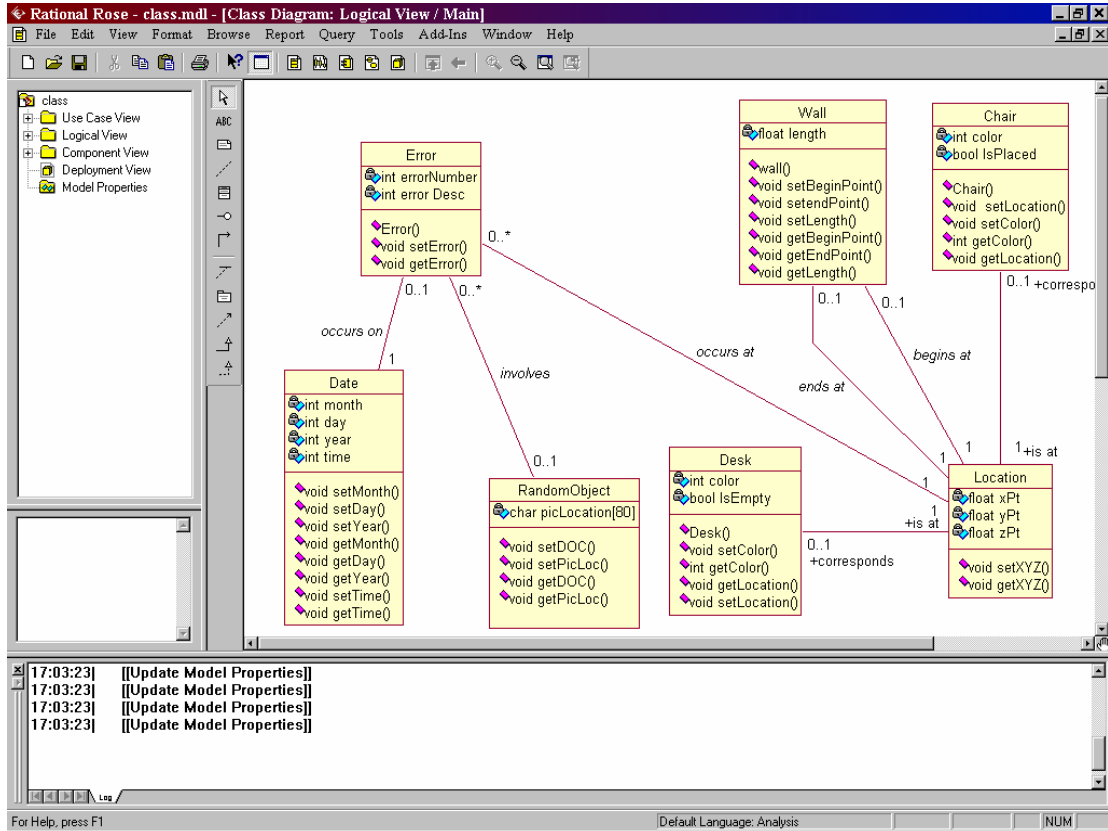 Rational Rose - class.mdl - [Class Diagram: Logical View / Main]
File Edit View Format Browse Report Query Tools Add-Ins Window Help
class
Use Case View
Logical View
Component View
Deployment View
Model Properties
ABC
Error
int errorNumber
int error Desc
Error()
void setError()
void getError()
0..*
0..1
0..*
occurs on
1
involves
0..1
occurs at
1
Date
int month
int day
int year
int time
void setMonth()
void setDay()
void setYear()
void getMonth()
void getDay()
void getYear()
void setTime()
void getTime()
RandomObject
char picLocation[80]
void setDOC()
void setPicLoc()
void getDOC()
void getPicLoc()
Wall
float length
wall()
void setBeginPoint()
void setendPoint()
void setLength()
void getBeginPoint()
void getEndPoint()
void getLength()
0..1
0..1
ends at
begins at
1
1
Chair
int color
bool IsPlaced
Chair()
void setLocation()
void setColor()
int getColor()
void getLocation()
0..1 +correspo
1 +is at
Desk
int color
bool IsEmpty
Desk()
void setColor()
int getColor()
void getLocation()
void setLocation()
0..1
+corresponds
1
+is at
Location
float xPt
float yPt
float zPt
void setXYZ()
void getXYZ()
17:03:23| [[Update Model Properties]]
17:03:23| [[Update Model Properties]]
17:03:23| [[Update Model Properties]]
17:03:23| [[Update Model Properties]]
Log
For Help, press F1
Default Language: Analysis
NUM